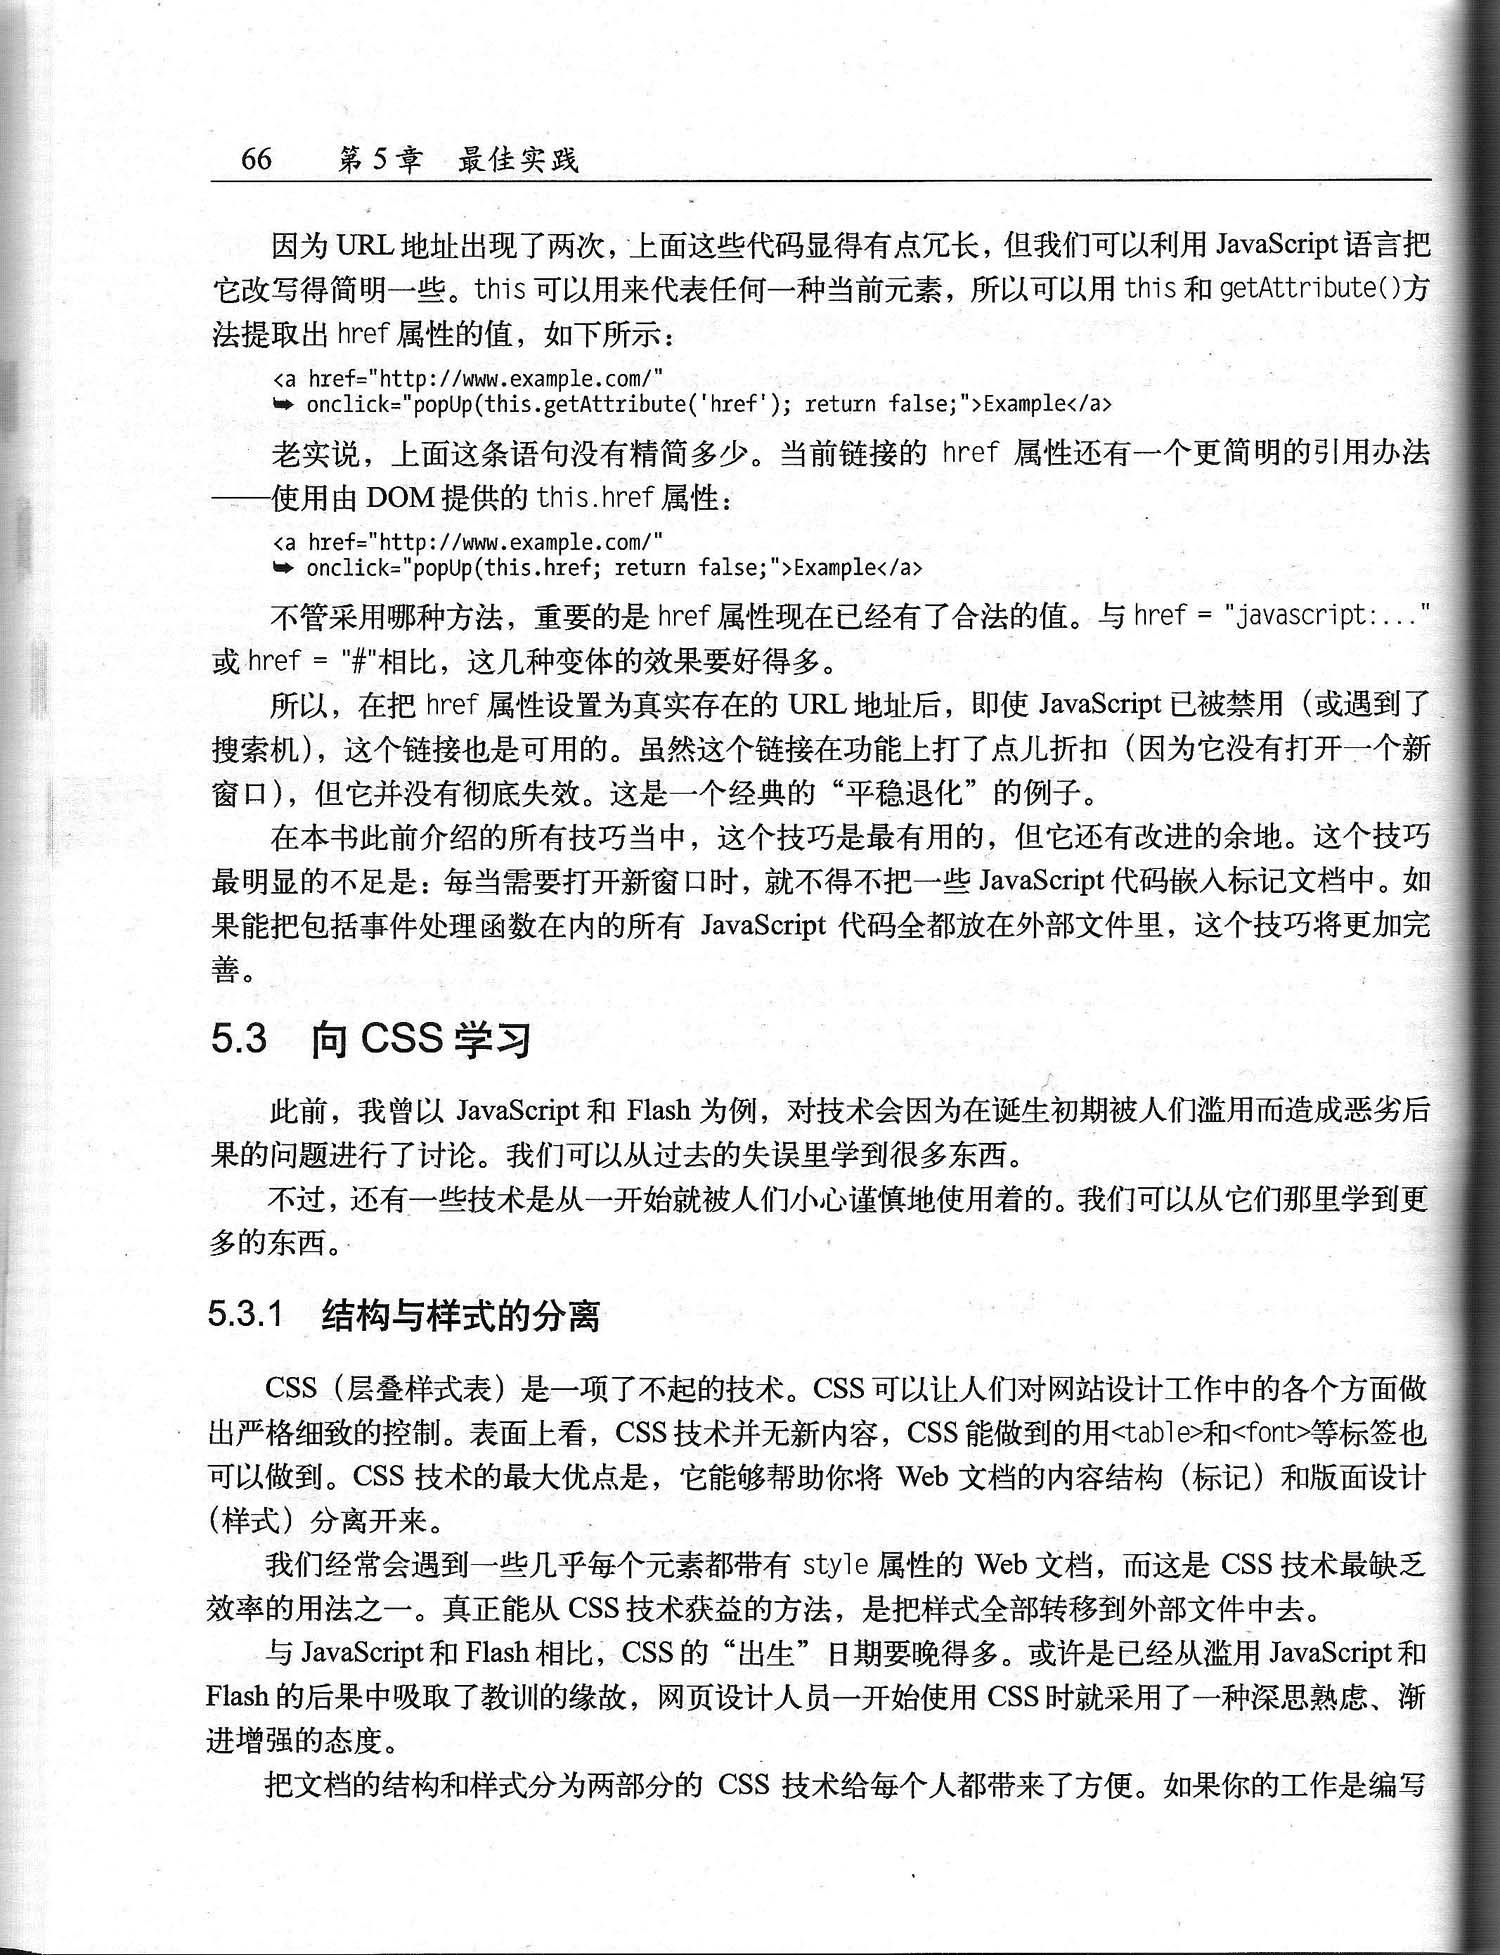 66 第5章 最佳实践
因为 URL 地址出现了两次，上面这些代码显得有点冗长，但我们可以利用 JavaScript 语言把
它改写得简明一些。this 可以用来代表任何一种当前元素，所以可以用 this 和 getAttribute()方
法提取出 href 属性的值，如下所示：
<a href="http://www.example.com/"
➥ onclick="popUp(this.getAttribute('href'); return false;">Example</a>
老实说，上面这条语句没有精简多少。当前链接的 href 属性还有一个更简明的引用办法
——使用由 DOM 提供的 this.href 属性：
<a href="http://www.example.com/"
➥ onclick="popUp(this.href; return false;">Example</a>
不管采用哪种方法，重要的是 href 属性现在已经有了合法的值。与 href = "javascript:..."
或 href = "#"相比，这几种变体的效果要好得多。
所以，在把 href 属性设置为真实存在的 URL 地址后，即使 JavaScript 已被禁用（或遇到了
搜索机），这个链接也是可用的。虽然这个链接在功能上打了点儿折扣（因为它没有打开一个新
窗口），但它并没有彻底失效。这是一个经典的“平稳退化”的例子。
在本书此前介绍的所有技巧当中，这个技巧是最有用的，但它还有改进的余地。这个技巧
最明显的不足是：每当需要打开新窗口时，就不得不把一些 JavaScript 代码嵌入标记文档中。如
果能把包括事件处理函数在内的所有 JavaScript 代码全都放在外部文件里，这个技巧将更加完
善。
5.3 向 CSS 学习
此前，我曾以 JavaScript 和 Flash 为例，对技术会因为在诞生初期被人们滥用而造成恶劣后
果的问题进行了讨论。我们可以从过去的失误里学到很多东西。
不过，还有一些技术是从一开始就被人们小心谨慎地使用着的。我们可以从它们那里学到更
多的东西。
5.3.1 结构与样式的分离
CSS（层叠样式表）是一项了不起的技术。CSS 可以让人们对网站设计工作中的各个方面做
出严格细致的控制。表面上看，CSS 技术并无新内容，CSS 能做到的用<table>和<font>等标签也
可以做到。CSS 技术的最大优点是，它能够帮助你将 Web 文档的内容结构（标记）和版面设计
（样式）分离开来。
我们经常会遇到一些几乎每个元素都带有 style 属性的 Web 文档，而这是 CSS 技术最缺乏
效率的用法之一。真正能从 CSS 技术获益的方法，是把样式全部转移到外部文件中去。
与 JavaScript 和 Flash 相比，CSS 的“出生”日期要晚得多。或许是已经从滥用 JavaScript 和
Flash 的后果中吸取了教训的缘故，网页设计人员一开始使用 CSS 时就采用了一种深思熟虑、渐
进增强的态度。
把文档的结构和样式分为两部分的 CSS 技术给每个人都带来了方便。如果你的工作是编写